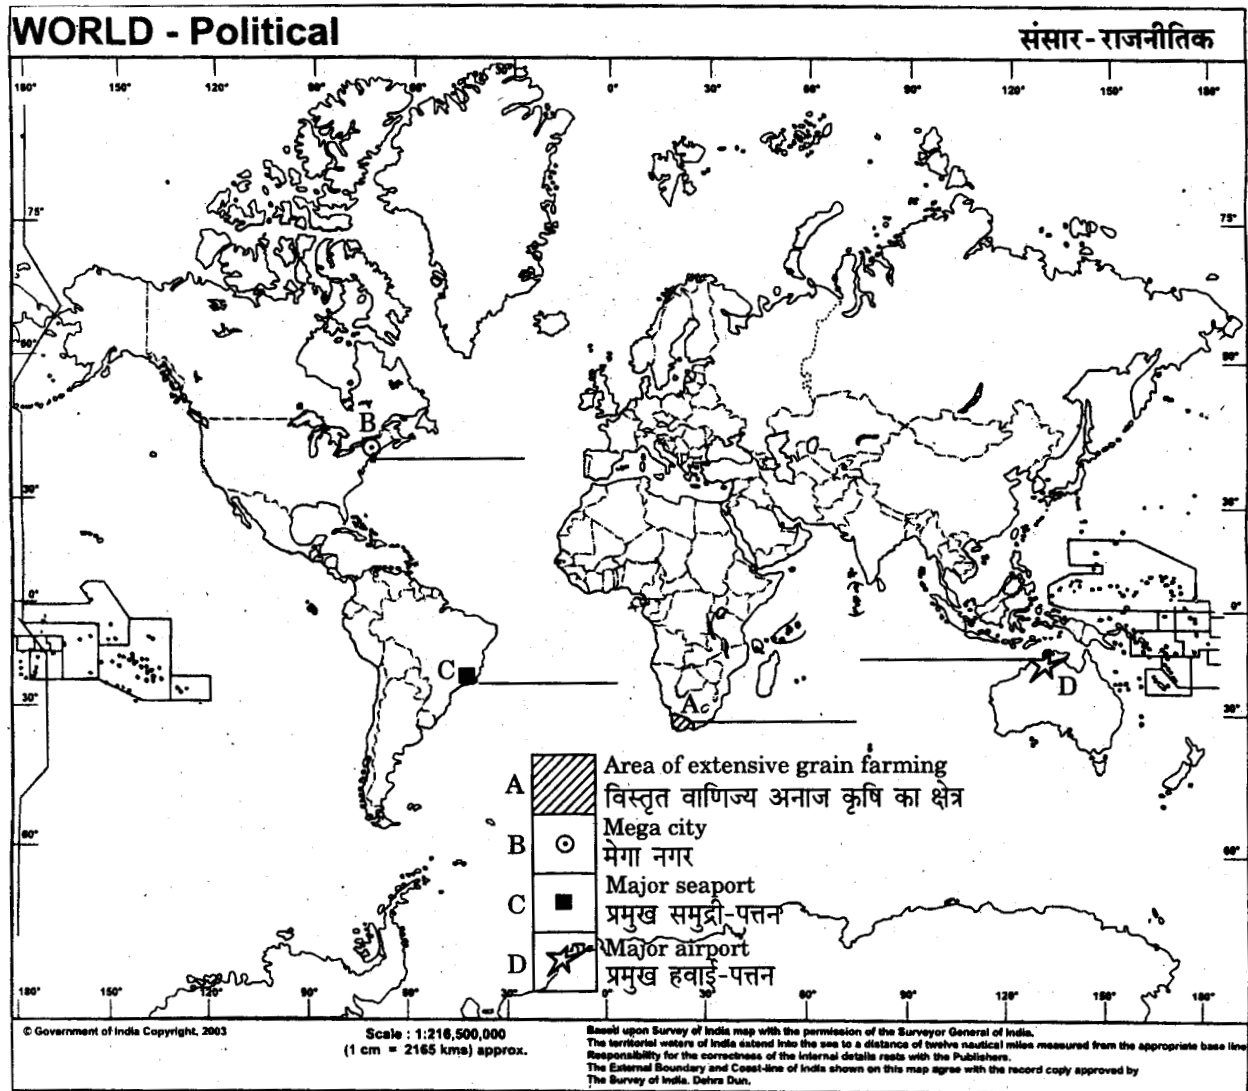 WORLD - Political
संसार-राजनीतिक
180° 150° 120° 90° 60° 30° 0° 30° 60° 90° 120° 150° 180°
75° 75°
60° 60°
B
30° 30°
0° 0°
C
D
A
30° 30°
A Area of extensive grain farming
विस्तृत वाणिज्य अनाज कृषि का क्षेत्र
B Mega city
मेगा नगर
60° 60°
C Major seaport
प्रमुख समुद्री-पत्तन
D Major airport
प्रमुख हवाई-पत्तन
180° 150° 120° 90° 60° 30° 0° 30° 60° 90° 120° 150° 180°
© Government of India Copyright, 2003
Scale : 1:216,500,000
(1 cm = 2165 kms) approx.
Based upon Survey of India map with the permission of the Surveyor General of India.
The territorial waters of India extend into the sea to a distance of twelve nautical miles measured from the appropriate base line
Responsibility for the correctness of the internal details rests with the Publishers.
The External Boundary and Coast-line of India shown on this map agree with the record copy approved by
The Survey of India. Dehra Dun.